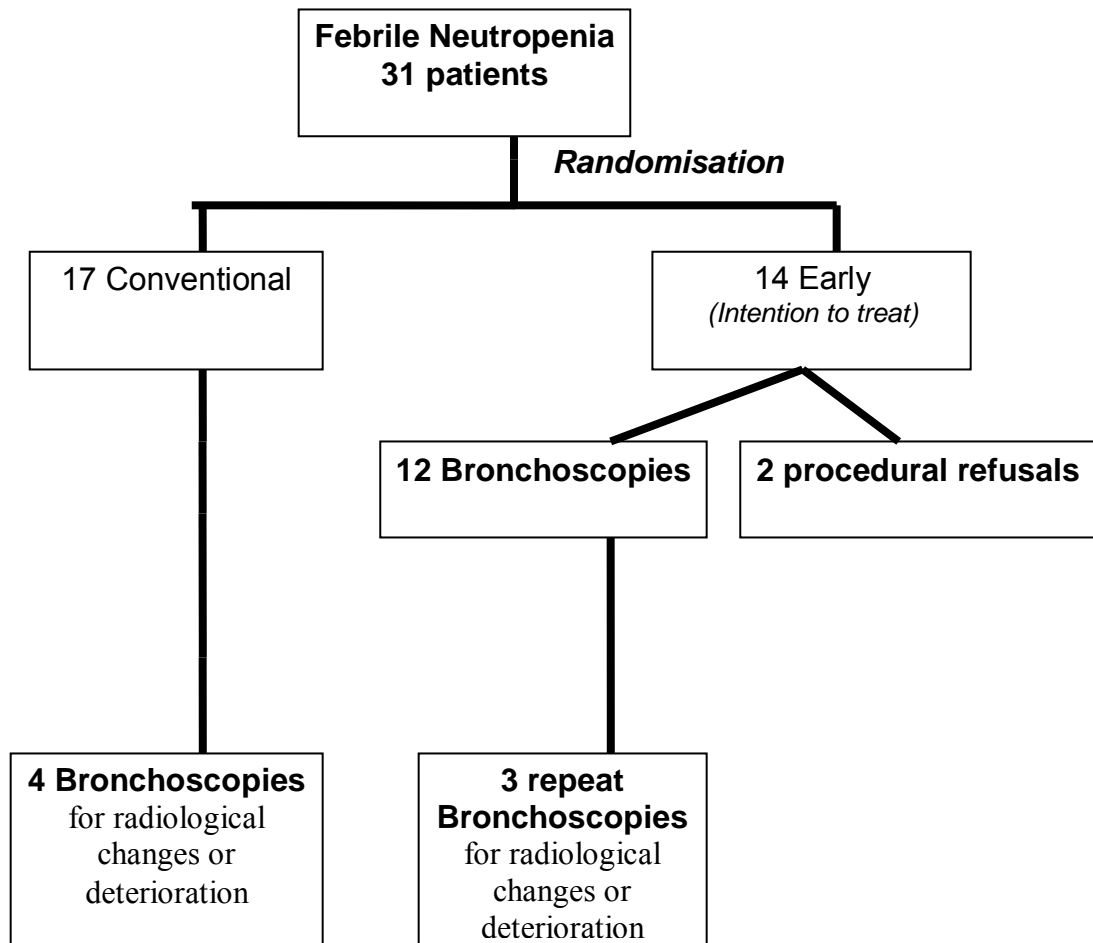 Febrile Neutropenia
31 patients
Randomisation
17 Conventional
14 Early
(Intention to treat)
12 Bronchoscopies
2 procedural refusals
4 Bronchoscopies
for radiological
changes or
deterioration
3 repeat
Bronchoscopies
for radiological
changes or
deterioration